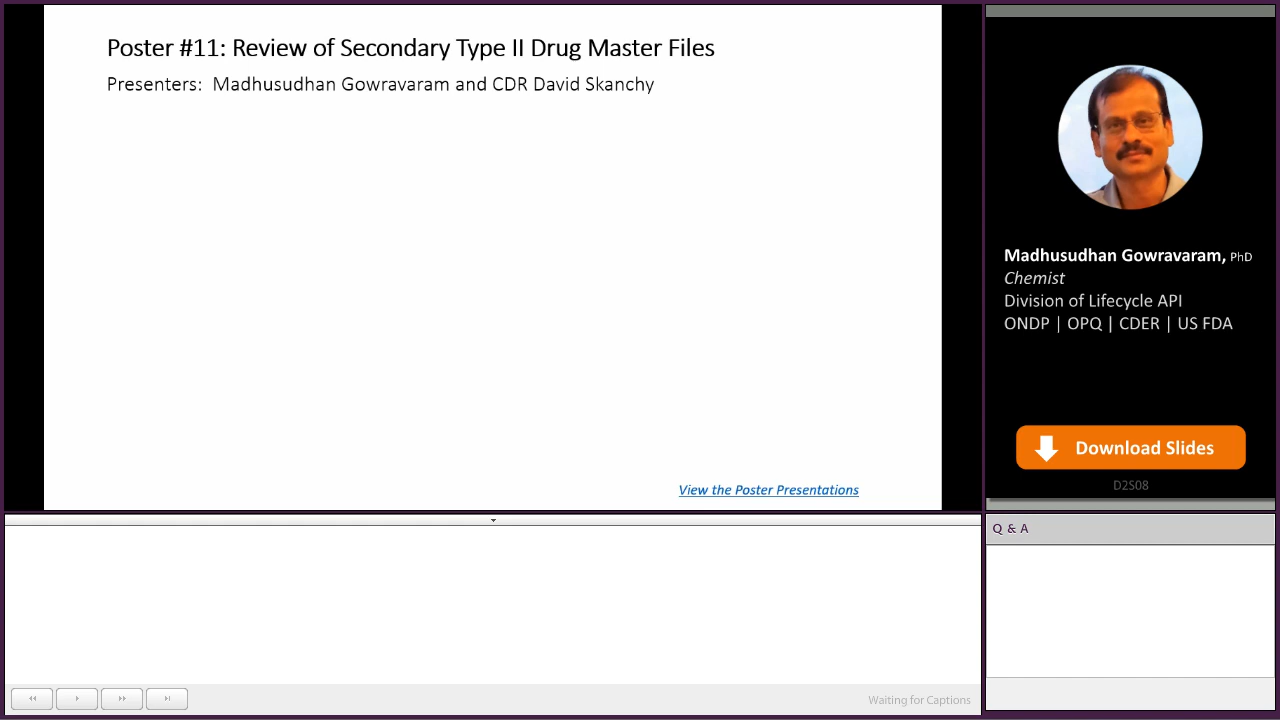 Poster #11: Review of Secondary Type II Drug Master Files
Presenters: Madhusudhan Gowravaram and CDR David Skanchy
View the Poster Presentations
Madhusudhan Gowravaram, PhD
Chemist
Division of Lifecycle API
ONDP | OPQ | CDER | US FDA
Download Slides
D2S08
Q & A
Waiting for Captions